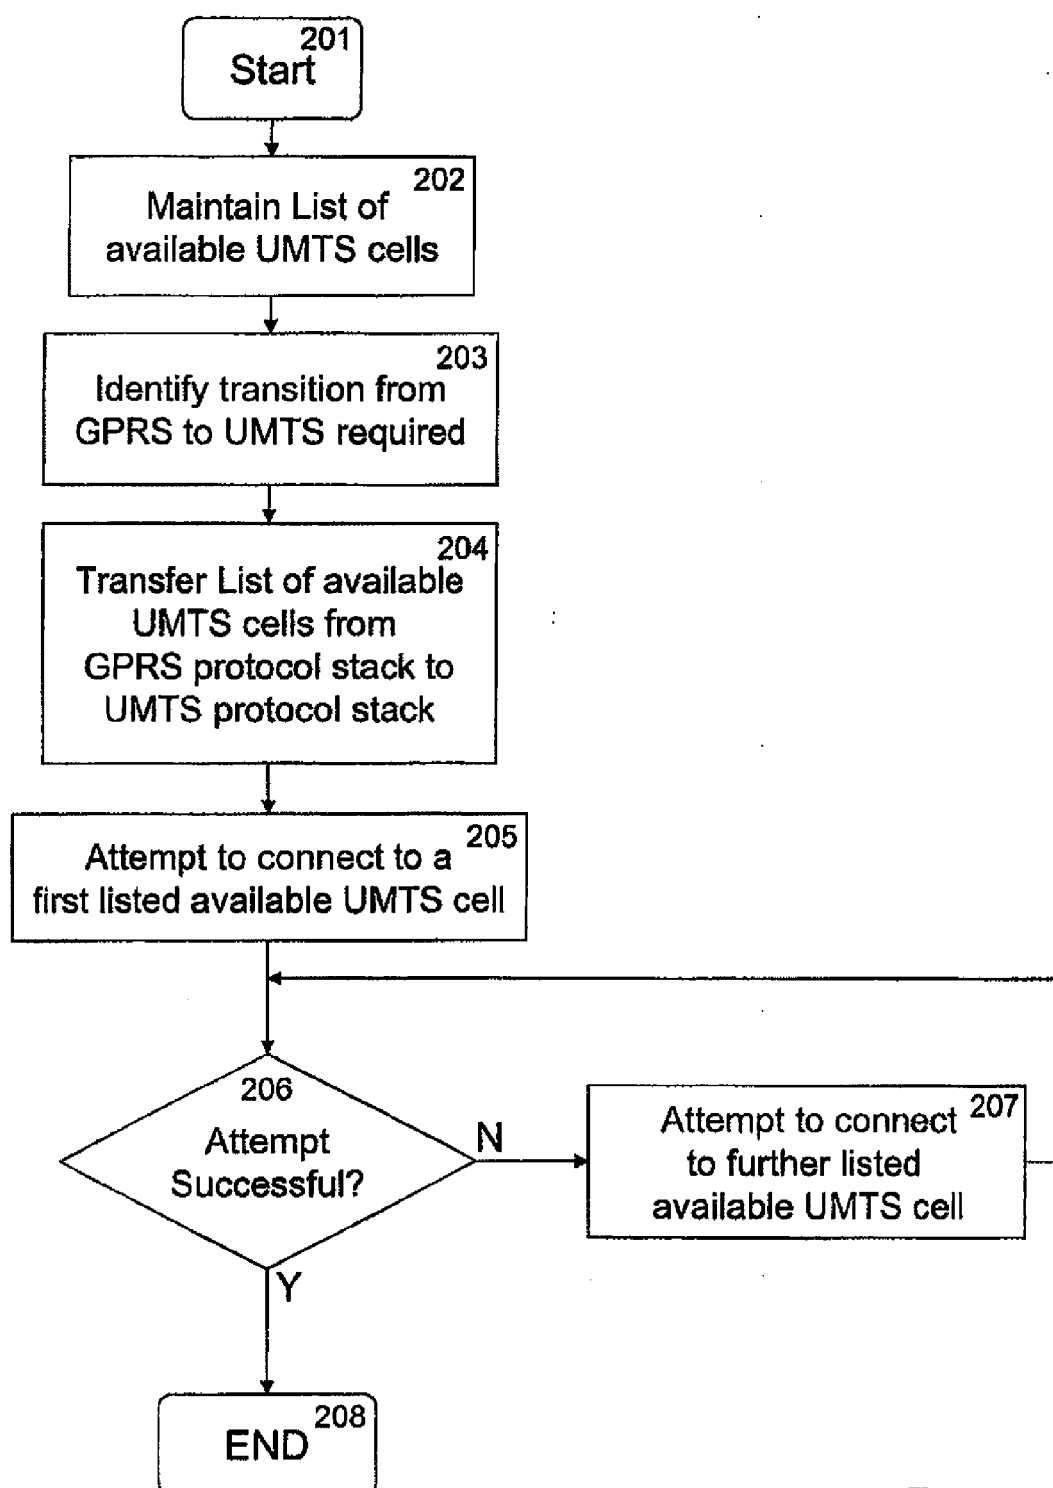 201
Start
202
Maintain List of
available UMTS cells
203
Identify transition from
GPRS to UMTS required
204
Transfer List of available
UMTS cells from
GPRS protocol stack to
UMTS protocol stack
205
Attempt to connect to a
first listed available UMTS cell
206
Attempt
Successful?
N
207
Attempt to connect
to further listed
available UMTS cell
Y
208
END